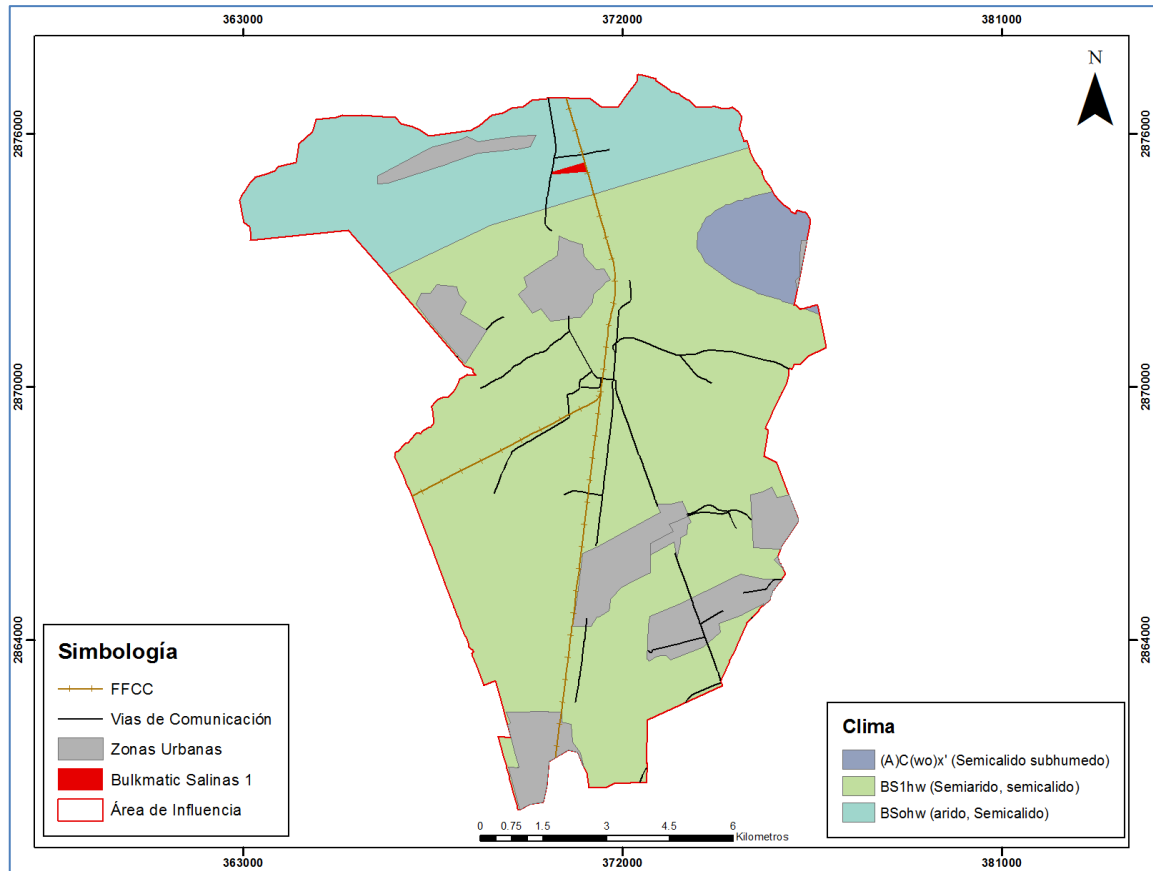 363000
372000
381000
N
2876000
2876000
2870000
2870000
2864000
2864000
Simbología
FFCC
Vias de Comunicación
Zonas Urbanas
Bulkmatic Salinas 1
Área de Influencia
Clima
(A)C(wo)x' (Semicalido subhumedo)
BS1hw (Semiarido, semicalido)
BSohw (arido, Semicalido)
0 0.75 1.5 3 4.5 6
Kilometros
363000
372000
381000